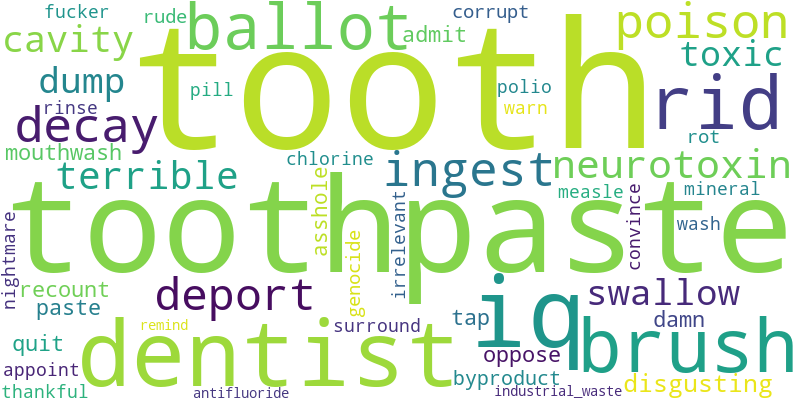 fucker
rude
ballot
corrupt
poison
cavity
tooth
admit
toxic
dump
pill
polio
rid
rinse
warn
decay
rot
mouthwash
chlorine
terrible
ingest
neurotoxin
asshole
measle
mineral
toothpaste
convince
wash
nightmare
genocide
irrelevant
recount
deport
iq
swallow
paste
tap
damn
remind
surround
dentist
brush
quit
oppose
appoint
byproduct
disgusting
thankful
antifluoride
industrial_waste